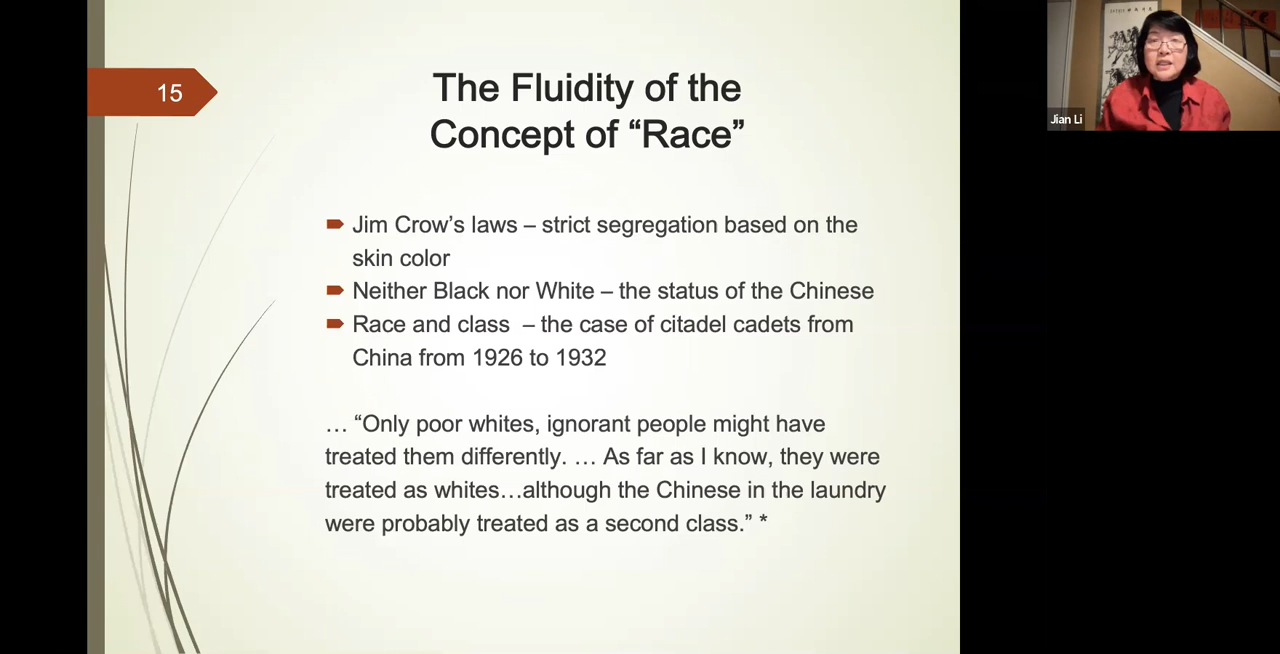 15
The Fluidity of the
Concept of “Race”
Jim Crow’s laws – strict segregation based on the
skin color
Neither Black nor White – the status of the Chinese
Race and class – the case of citadel cadets from
China from 1926 to 1932
… “Only poor whites, ignorant people might have
treated them differently. … As far as I know, they were
treated as whites…although the Chinese in the laundry
were probably treated as a second class.” *
Jian Li